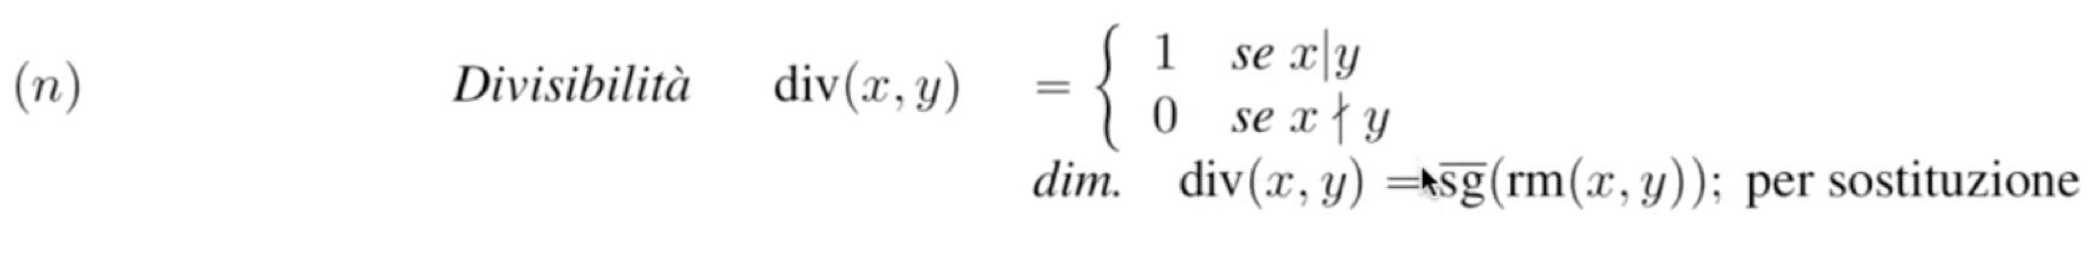 (n) Divisibilità div(x, y) = { 1 se x|y
0 se x ∤ y
dim. div(x, y) = s̅g̅(rm(x, y)); per sostituzione